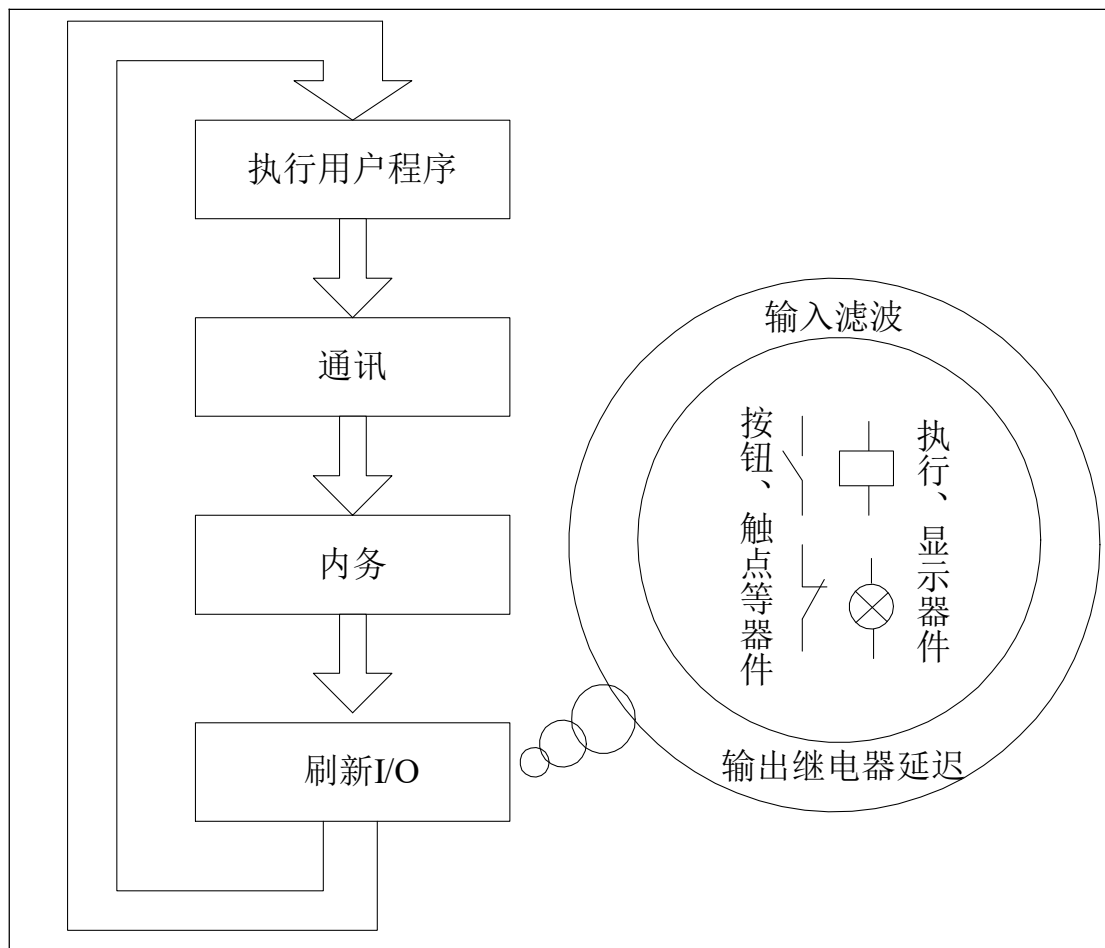 执行用户程序
通讯
内务
刷新I/O
输入滤波
按钮、触点等器件
执行、显示器件
输出继电器延迟